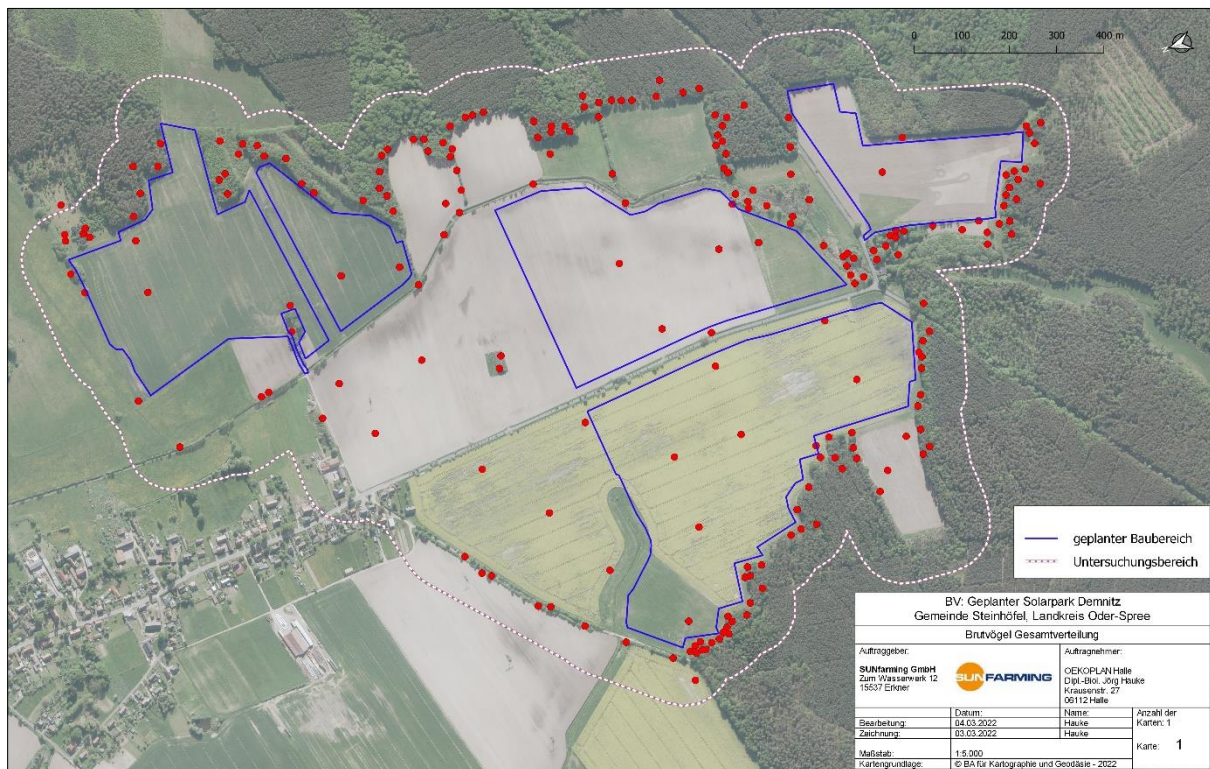 0 100 200 300 400 m
geplanter Baubereich
Untersuchungsbereich
BV: Geplanter Solarpark Demnitz
Gemeinde Steinhöfel, Landkreis Oder-Spree
Brutvögel Gesamtverteilung
Auftraggeber:
SUNfarming GmbH
Zum Wasserwerk 12
15537 Erkner
SUNFARMING
Auftragnehmer:
OEKOPLAN Halle
Dipl.-Biol. Jörg Hauke
Krausenstr. 27
06112 Halle
Datum: Name: Anzahl der
Bearbeitung: 04.03.2022 Hauke Karten: 1
Zeichnung: 03.03.2022 Hauke
Karte: 1
Maßstab: 1:5.000
Kartengrundlage: © BA für Kartographie und Geodäsie - 2022